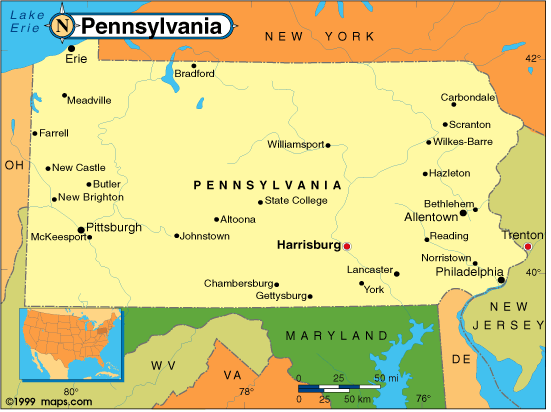 Lake
Erie
N
Pennsylvania
NEW YORK
42°
Erie
Bradford
Meadville
Carbondale
Farrell
Scranton
Williamsport
Wilkes-Barre
OH
New Castle
Hazleton
Butler
PENNSYLVANIA
New Brighton
State College
Bethlehem
Allentown
Altoona
Pittsburgh
McKeesport
Johnstown
Reading
Trenton
Harrisburg
Norristown
Lancaster
Philadelphia
40°
Chambersburg
York
Gettysburg
NEW
JERSEY
MARYLAND
WV
DE
VA
0 25 50 mi
0 25 50 km
80°
78°
76°
©1999 maps.com